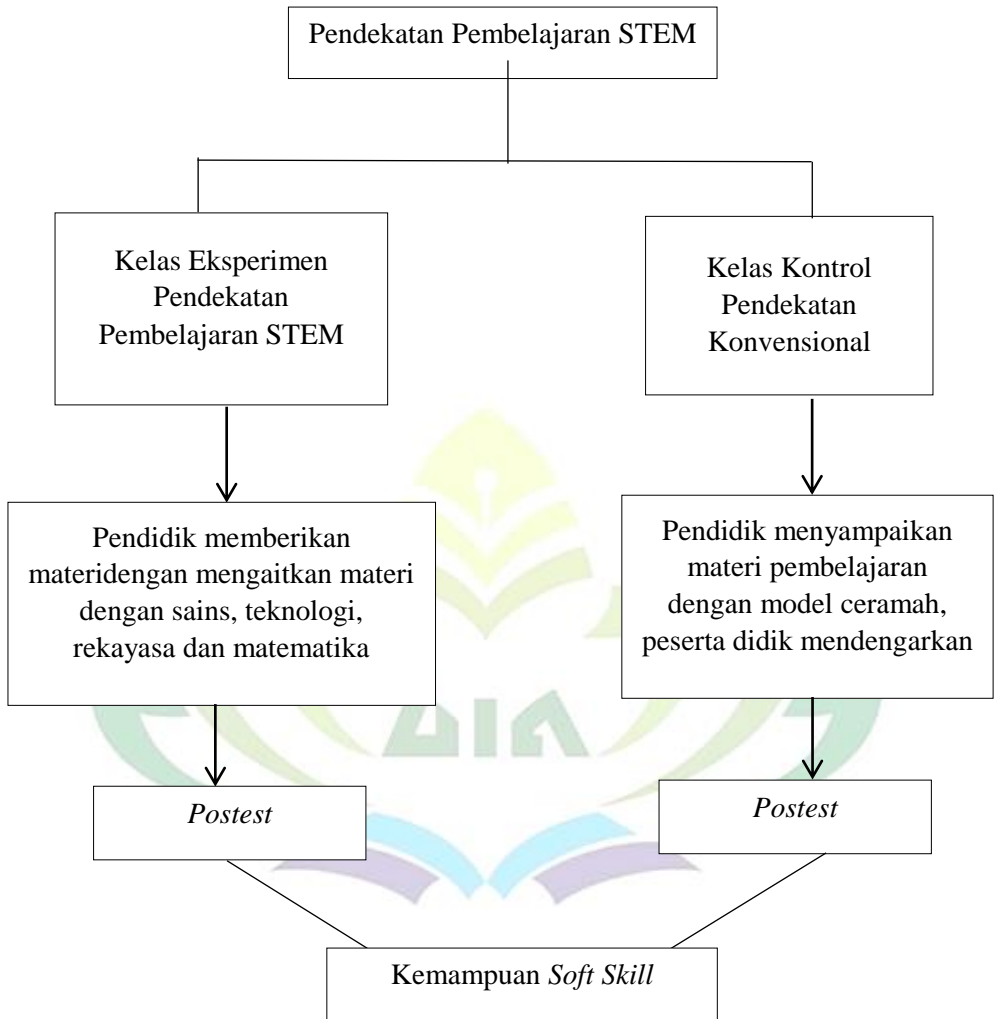 Pendekatan Pembelajaran STEM
Kelas Eksperimen
Pendekatan
Pembelajaran STEM
Kelas Kontrol
Pendekatan
Konvensional
Pendidik memberikan
materidengan mengaitkan materi
dengan sains, teknologi,
rekayasa dan matematika
Pendidik menyampaikan
materi pembelajaran
dengan model ceramah,
peserta didik mendengarkan
Postest
Postest
Kemampuan Soft Skill